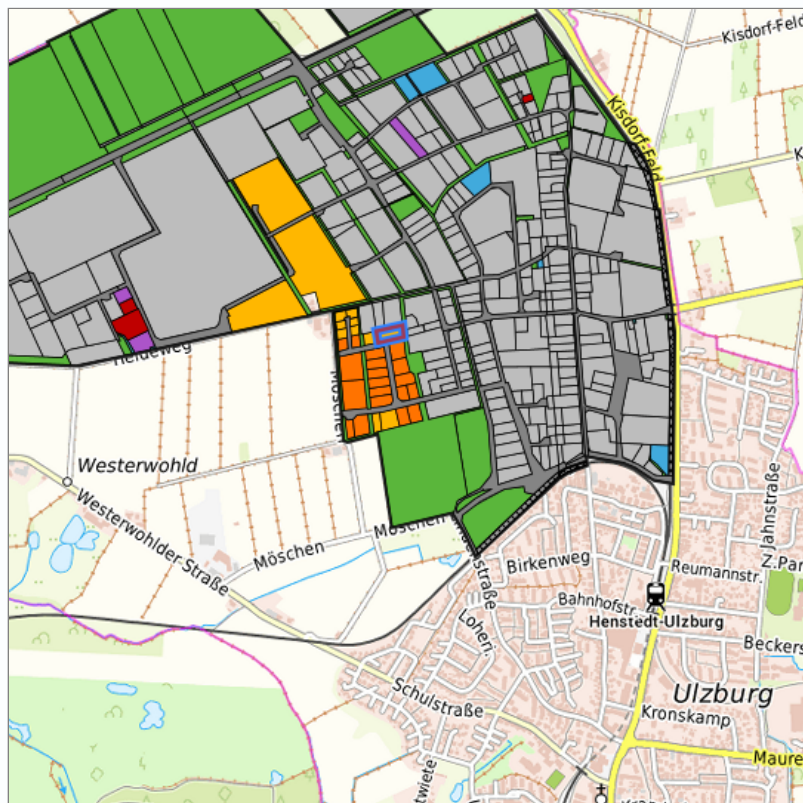 Kisdorf-Feld
Kisdorf-Feld
Heideweg
Möschen
Westerwohld
Westerwohlder-Straße
Möschen
Möschen
Birkenweg
Reumannstr.
Z.Par
Jahnstraße
Bahnhofstr.
Henstedt-Ulzburg
Beckers
Loheri.
Ulzburg
Schulstraße
Kronskamp
Maure